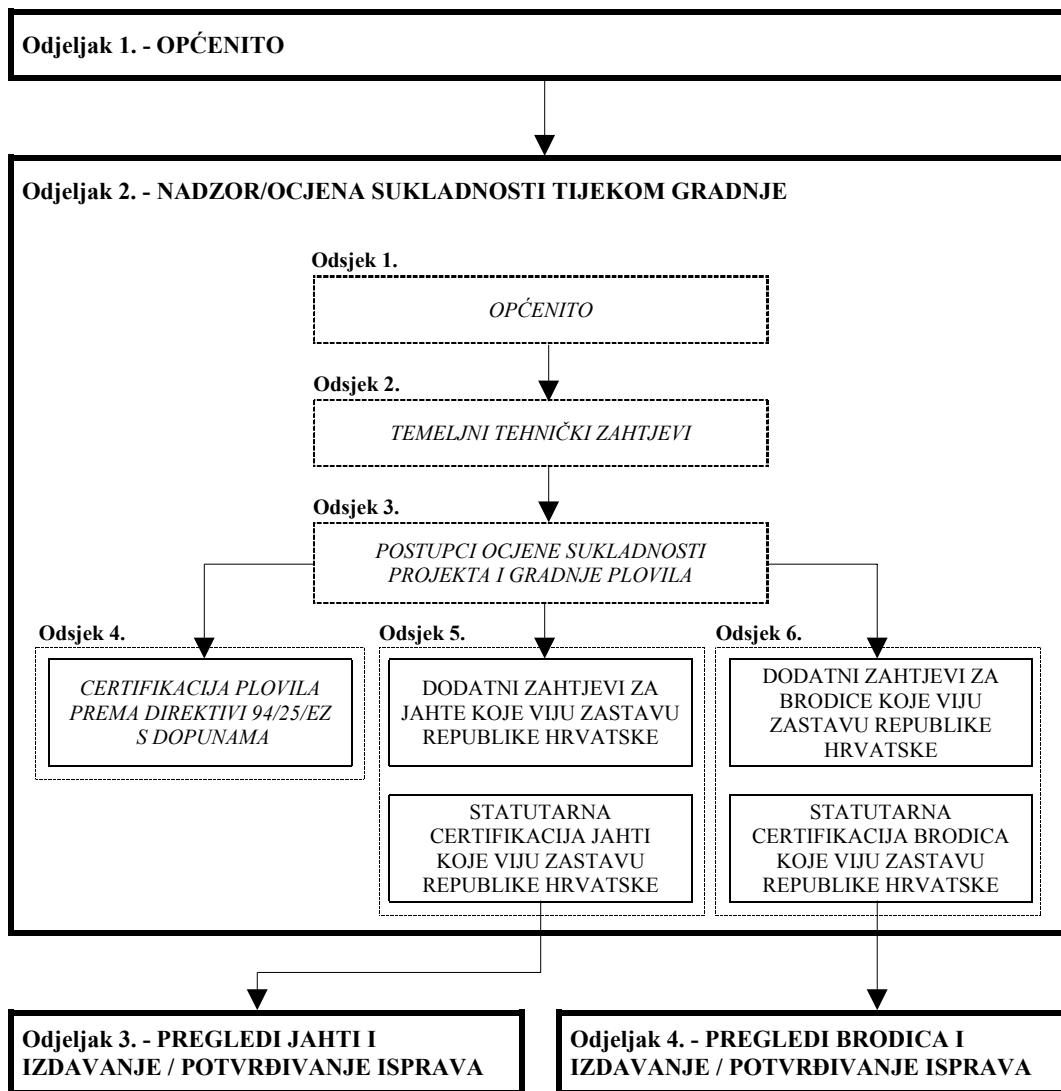 Odjeljak 1. - OPĆENITO
Odjeljak 2. - NADZOR/OCJENA SUKLADNOSTI TIJEKOM GRADNJE
Odsjek 1.
OPĆENITO
Odsjek 2.
TEMELJNI TEHNIČKI ZAHTJEVI
Odsjek 3.
POSTUPCI OCJENE SUKLADNOSTI
PROJEKTA I GRADNJE PLOVILA
Odsjek 4.
CERTIFIKACIJA PLOVILA
PREMA DIREKTIVI 94/25/EZ
S DOPUNAMA
Odsjek 5.
DODATNI ZAHTJEVI ZA
JAHTE KOJE VIJU ZASTAVU
REPUBLIKE HRVATSKE
STATUTARNA
CERTIFIKACIJA JAHTI
KOJE VIJU ZASTAVU
REPUBLIKE HRVATSKE
Odsjek 6.
DODATNI ZAHTJEVI ZA
BRODICE KOJE VIJU
ZASTAVU REPUBLIKE
HRVATSKE
STATUTARNA
CERTIFIKACIJA BRODICA
KOJE VIJU ZASTAVU
REPUBLIKE HRVATSKE
Odjeljak 3. - PREGLEDI JAHTI I
IZDAVANJE / POTVRĐIVANJE ISPRAVA
Odjeljak 4. - PREGLEDI BRODICA I
IZDAVANJE / POTVRĐIVANJE ISPRAVA